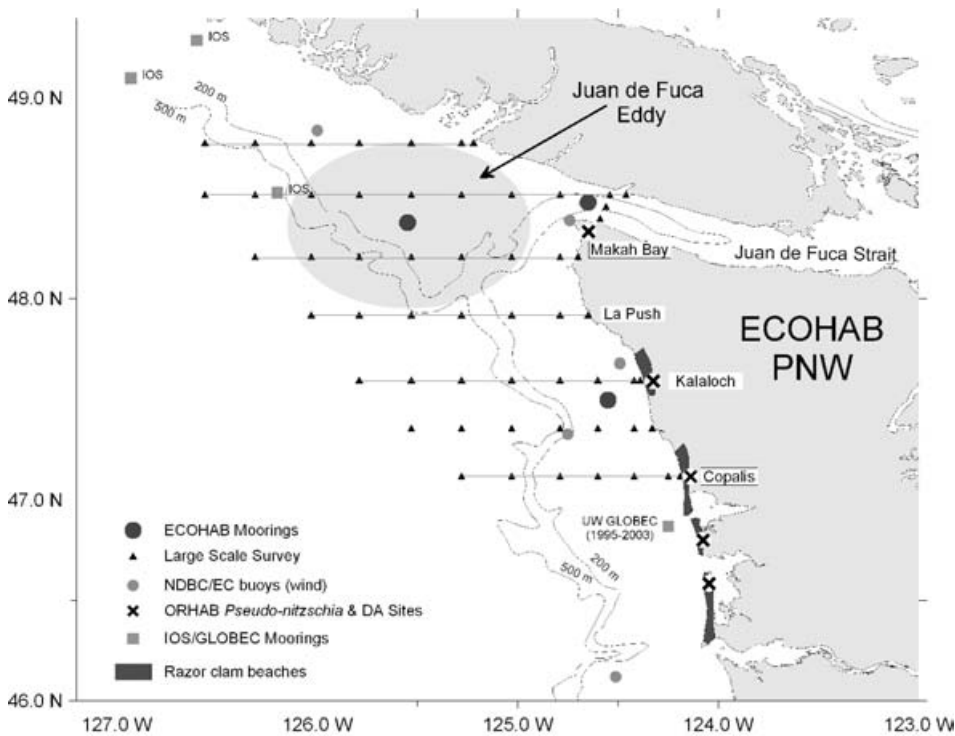 IOS
IOS
49.0 N
200 m
500 m
Juan de Fuca
Eddy
IOS
Makah Bay
Juan de Fuca Strait
48.0 N
La Push
ECOHAB
PNW
Kalaloch
Copalis
47.0 N
UW GLOBEC
(1995-2003)
ECOHAB Moorings
Large Scale Survey
200 m
500 m
NDBC/EC buoys (wind)
ORHAB Pseudo-nitzschia & DA Sites
IOS/GLOBEC Moorings
Razor clam beaches
46.0 N
127.0 W
126.0 W
125.0 W
124.0 W
123.0 W